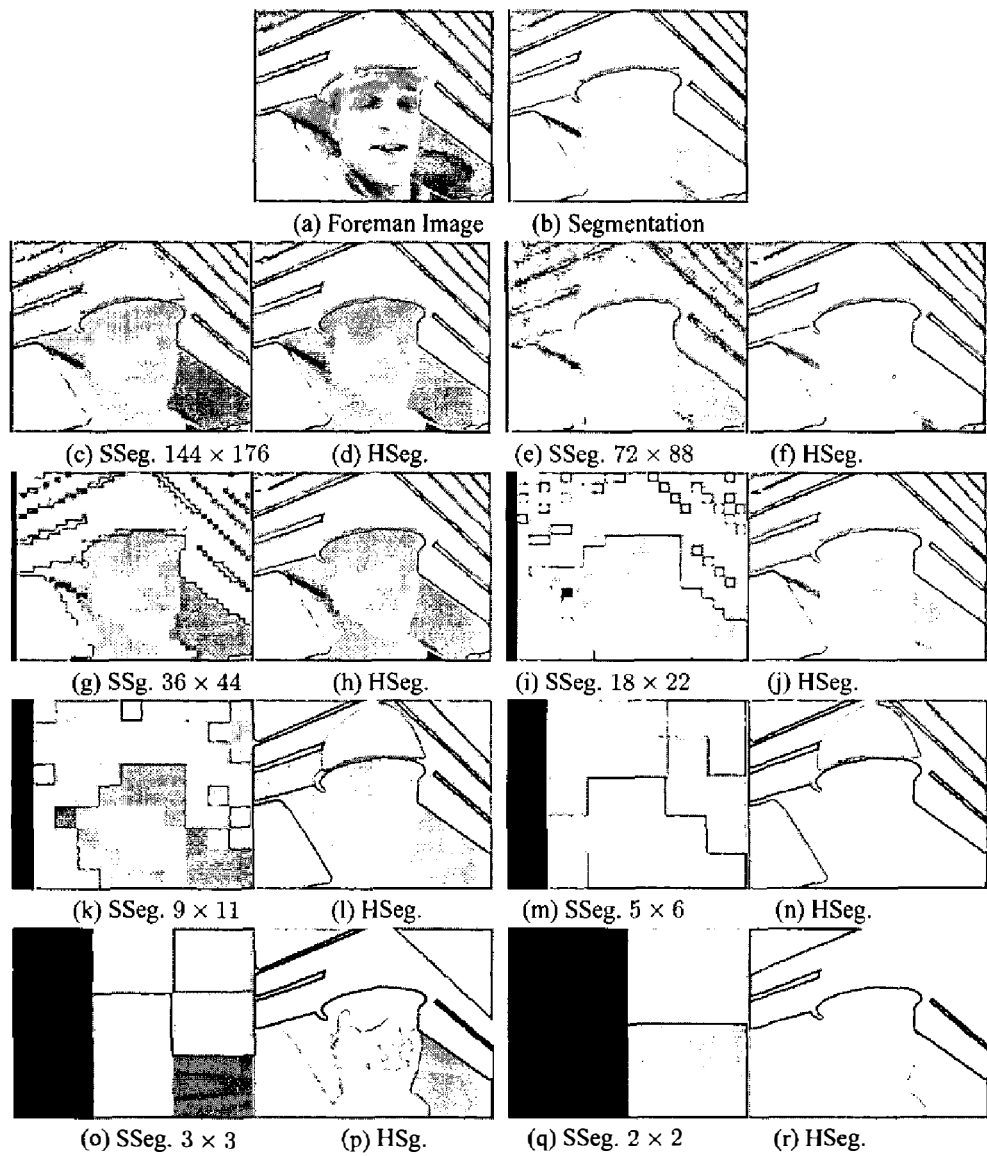 (a) Foreman Image (b) Segmentation
(c) SSeg. 144 × 176 (d) HSeg. (e) SSeg. 72 × 88 (f) HSeg.
(g) SSg. 36 × 44 (h) HSeg. (i) SSeg. 18 × 22 (j) HSeg.
(k) SSeg. 9 × 11 (l) HSeg. (m) SSeg. 5 × 6 (n) HSeg.
(o) SSeg. 3 × 3 (p) HSg. (q) SSeg. 2 × 2 (r) HSeg.